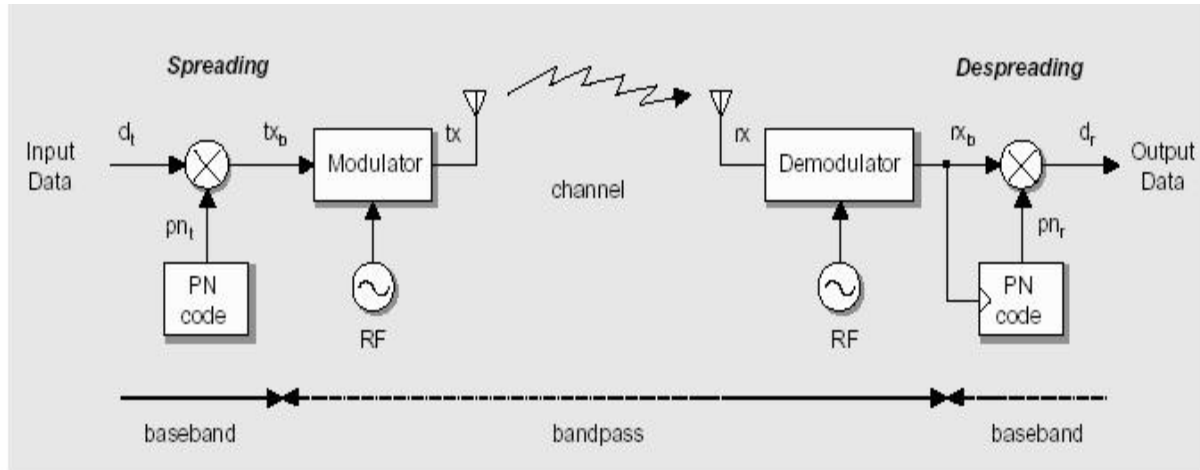 Spreading
Despreading
Input
Data
d_t
tx_b
Modulator
tx
channel
rx
Demodulator
rx_b
d_r
Output
Data
pn_t
PN
code
RF
RF
pn_r
PN
code
baseband
bandpass
baseband